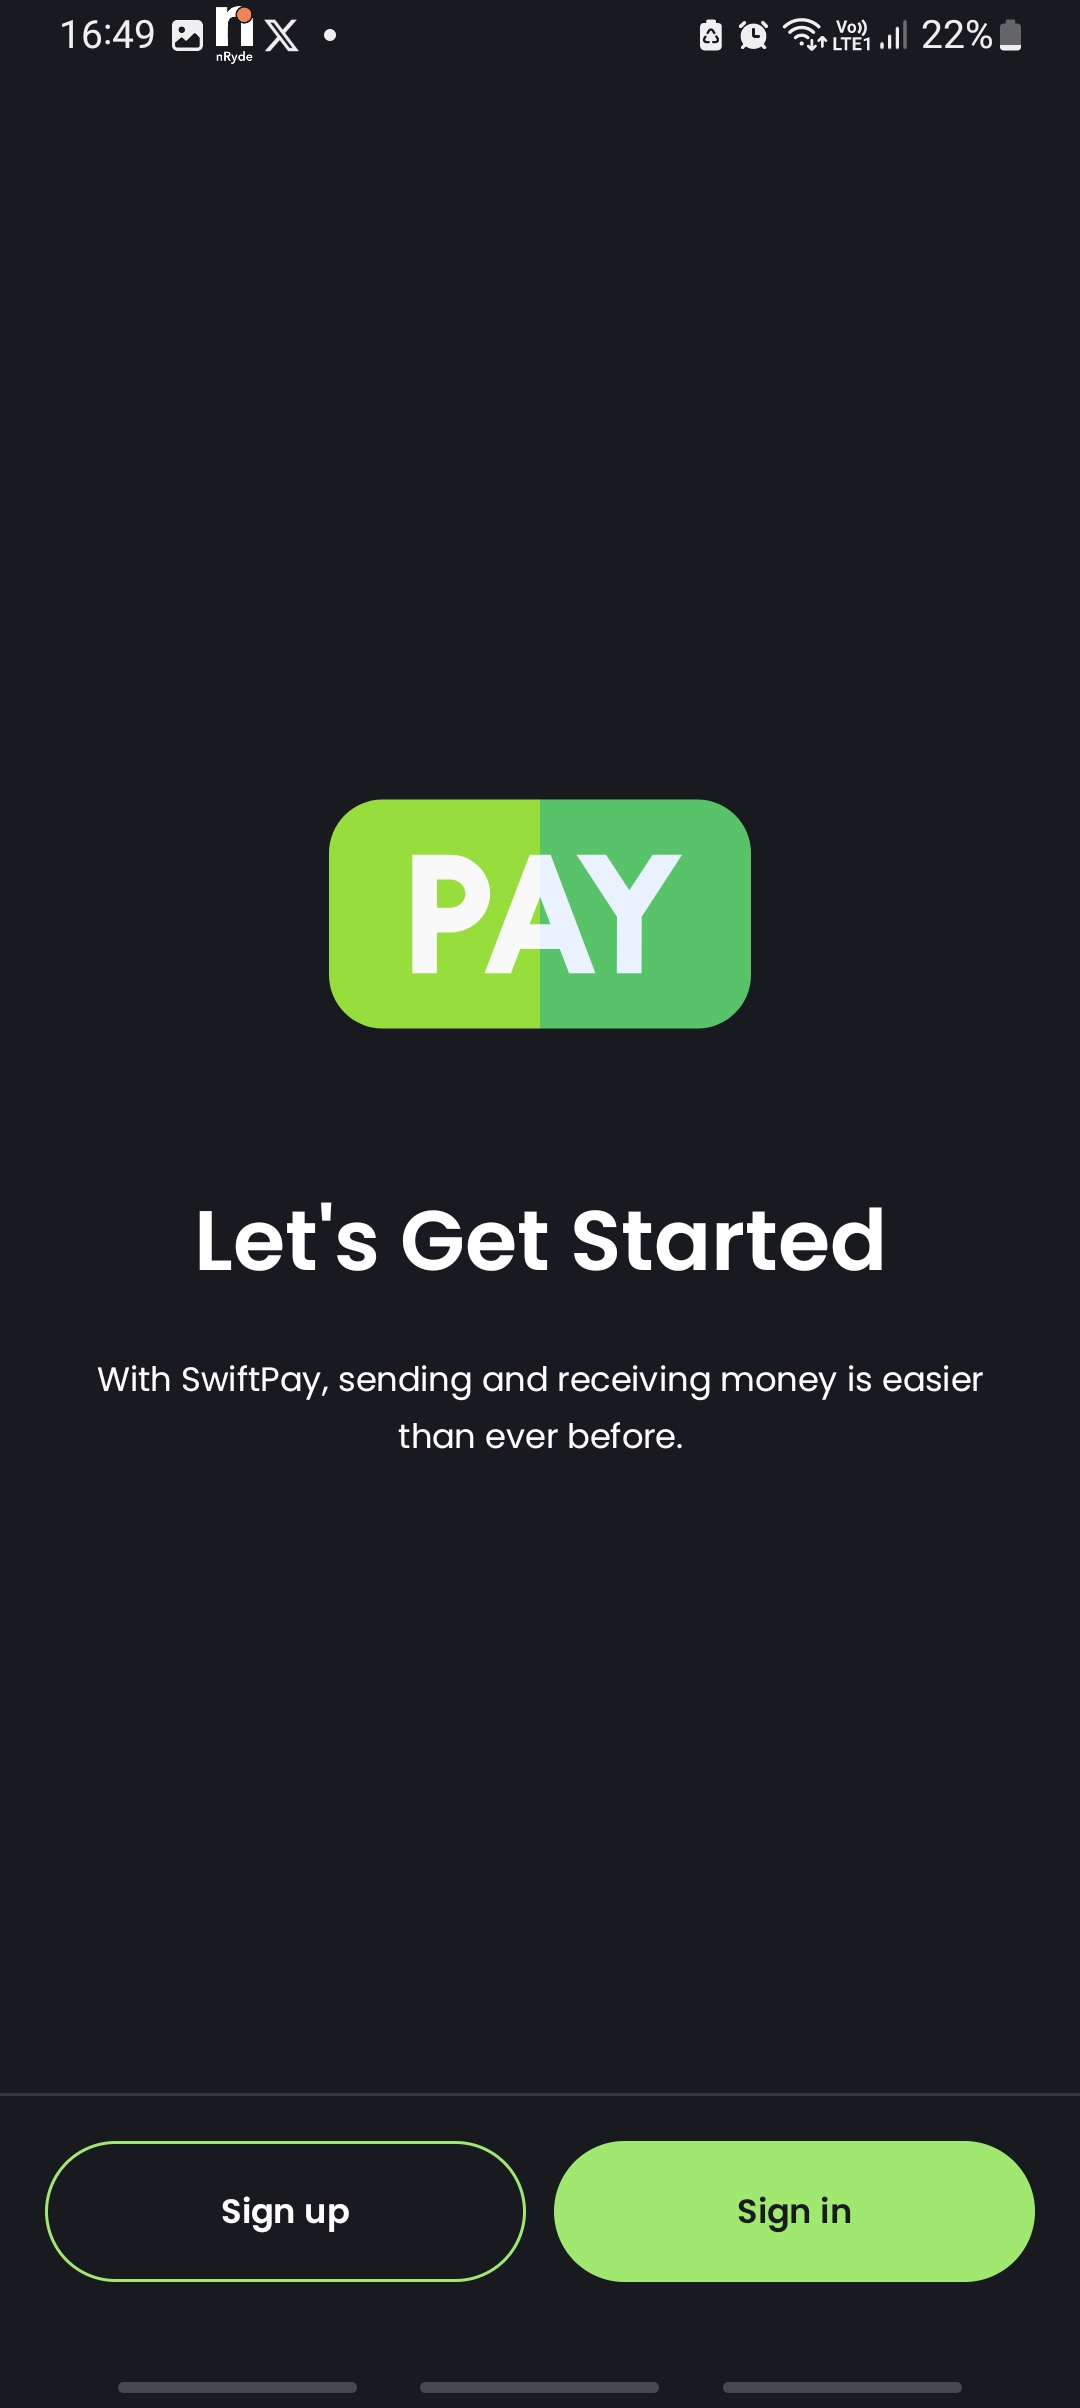 16:49 nRyde Vo)) LTE1 22%
PAY
Let's Get Started
With SwiftPay, sending and receiving money is easier
than ever before.
Sign up Sign in